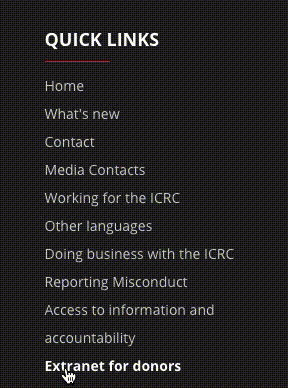 QUICK LINKS
Home
What's new
Contact
Media Contacts
Working for the ICRC
Other languages
Doing business with the ICRC
Reporting Misconduct
Access to information and
accountability
Extranet for donors